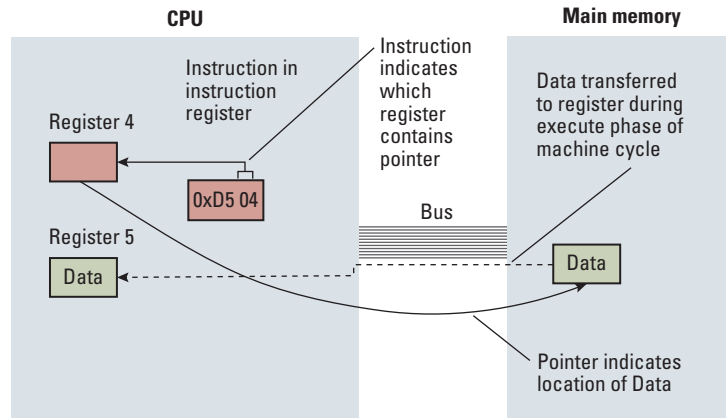 CPU
Main memory
Instruction in
instruction
register
Instruction
indicates
which
register
contains
pointer
Data transferred
to register during
execute phase of
machine cycle
Register 4
0xD5 04
Bus
Register 5
Data
Data
Pointer indicates
location of Data